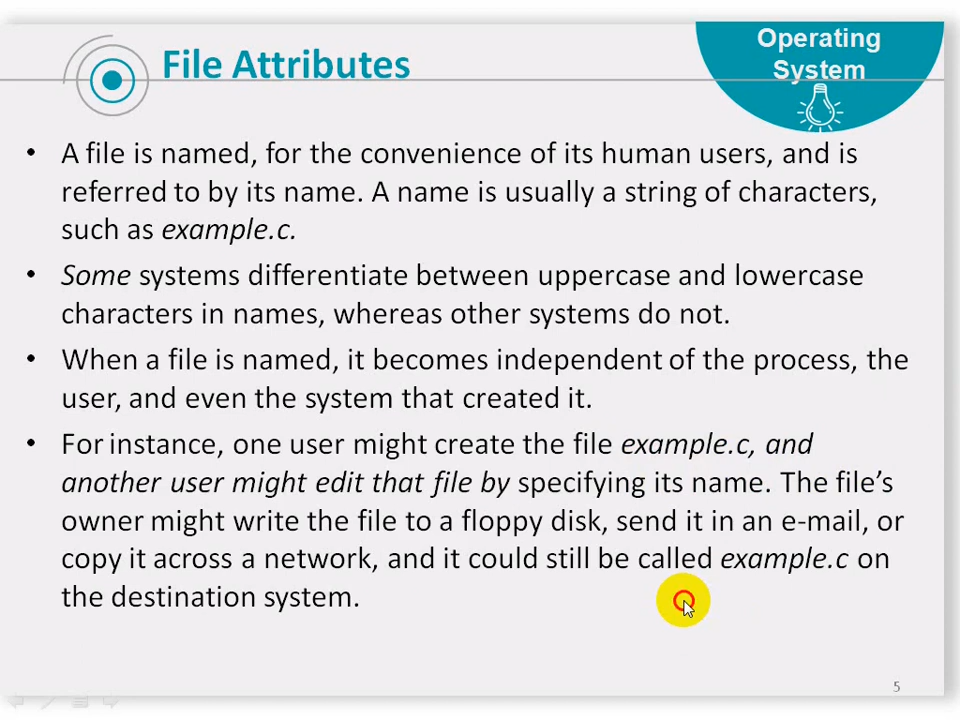 File Attributes
Operating
System
• A file is named, for the convenience of its human users, and is
referred to by its name. A name is usually a string of characters,
such as example.c.
• Some systems differentiate between uppercase and lowercase
characters in names, whereas other systems do not.
• When a file is named, it becomes independent of the process, the
user, and even the system that created it.
• For instance, one user might create the file example.c, and
another user might edit that file by specifying its name. The file’s
owner might write the file to a floppy disk, send it in an e-mail, or
copy it across a network, and it could still be called example.c on
the destination system.
5